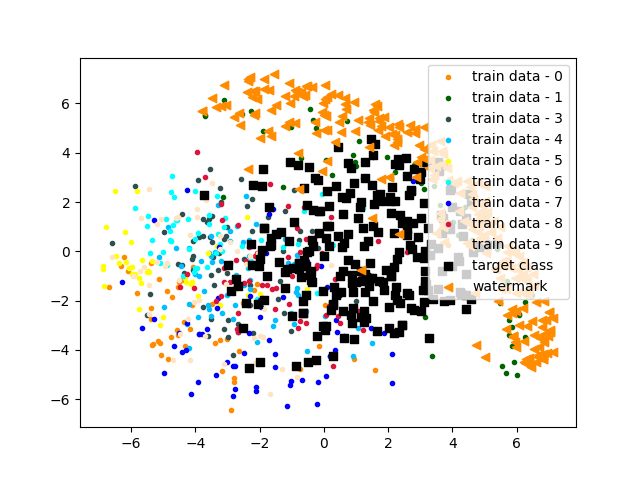 train data - 0
train data - 1
train data - 3
train data - 4
train data - 5
train data - 6
train data - 7
train data - 8
train data - 9
target class
watermark
6
4
2
0
−2
−4
−6
−6 −4 −2 0 2 4 6